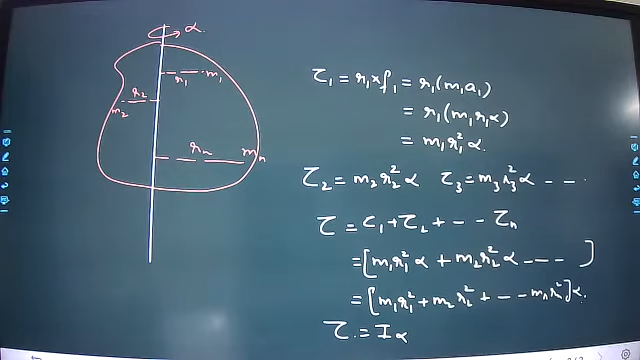 α
r₁ m₁
r₂
m₂
rₙ mₙ
τ₁ = r₁×f₁ = r₁(m₁a₁)
= r₁(m₁r₁α)
= m₁r₁²α.
τ₂ = m₂r₂²α τ₃ = m₃r₃²α -- --
τ = τ₁ + τ₂ + -- -- τₙ
= [m₁r₁²α + m₂r₂²α -- -- ]
= [m₁r₁² + m₂r₂² + -- -- mₙrₙ²]α.
τ = Iα